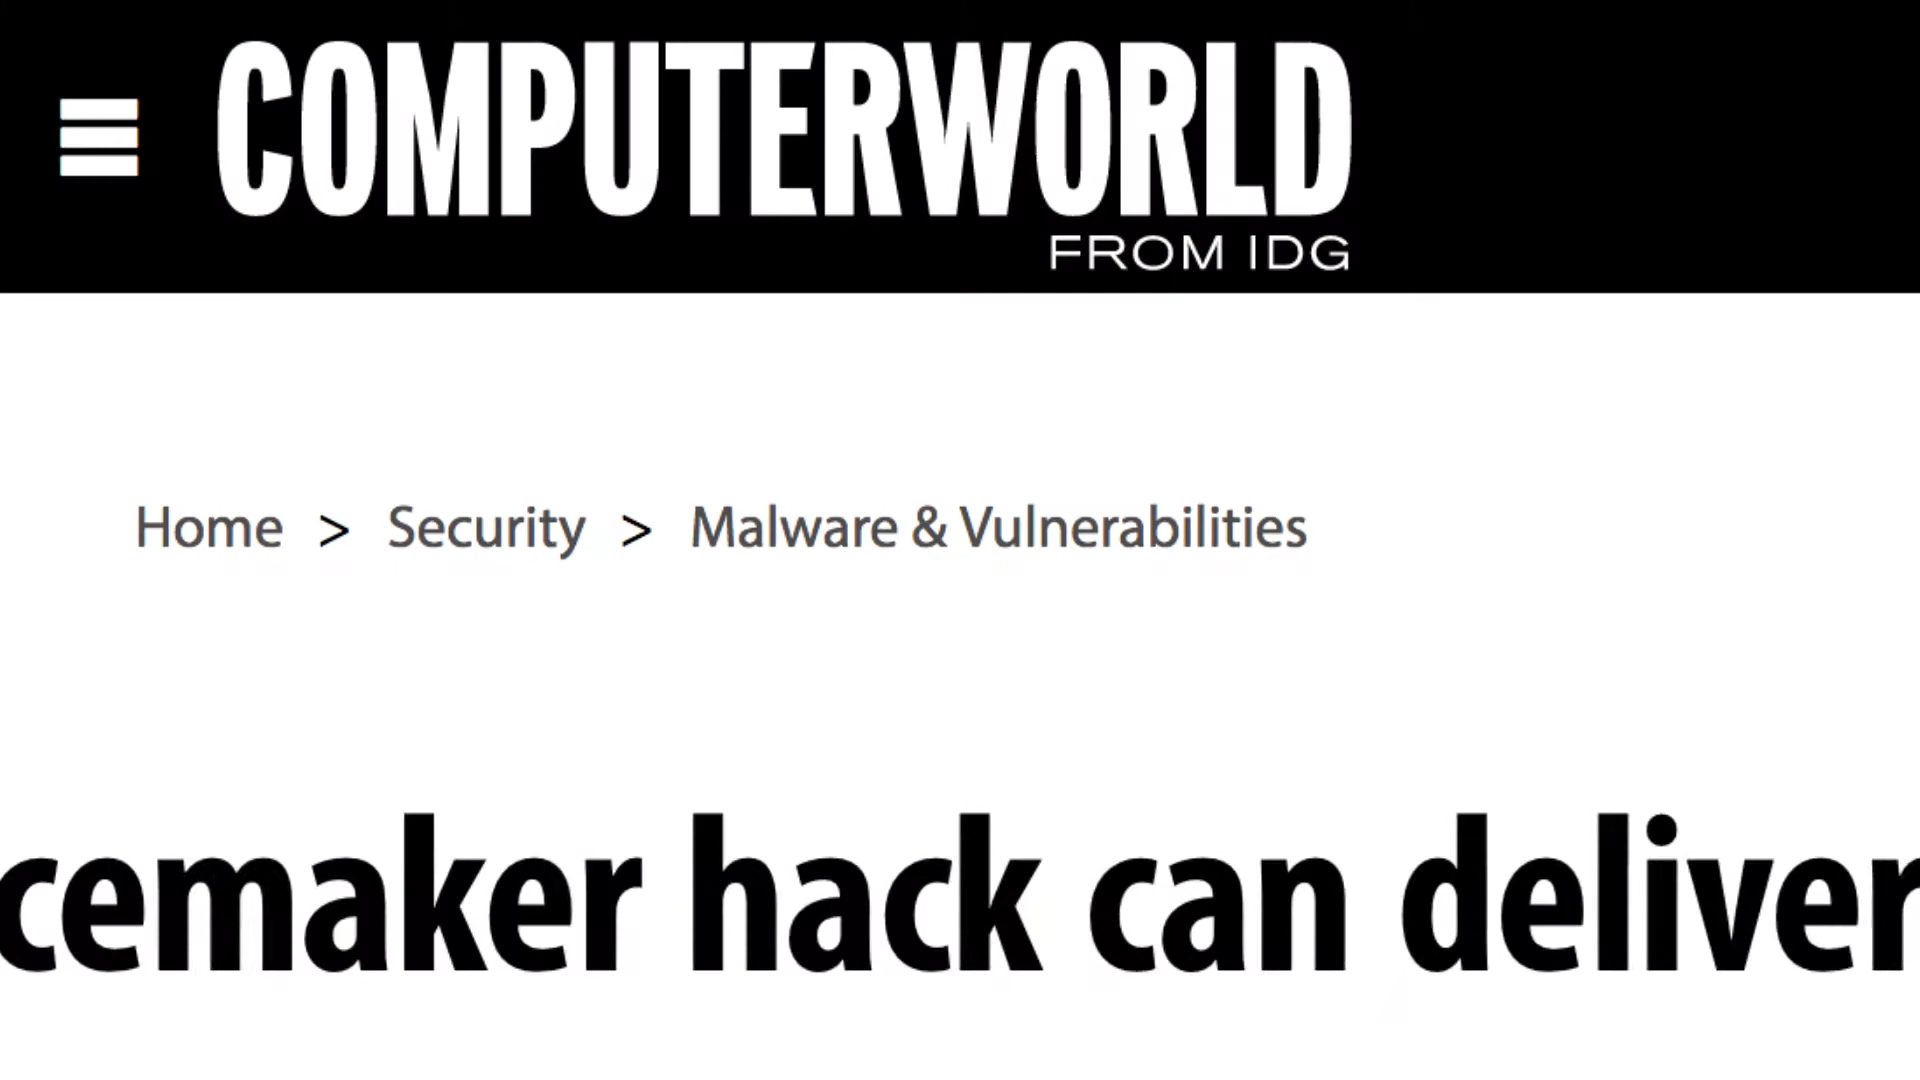 COMPUTERWORLD
FROM IDG
Home > Security > Malware & Vulnerabilities
cemaker hack can deliver